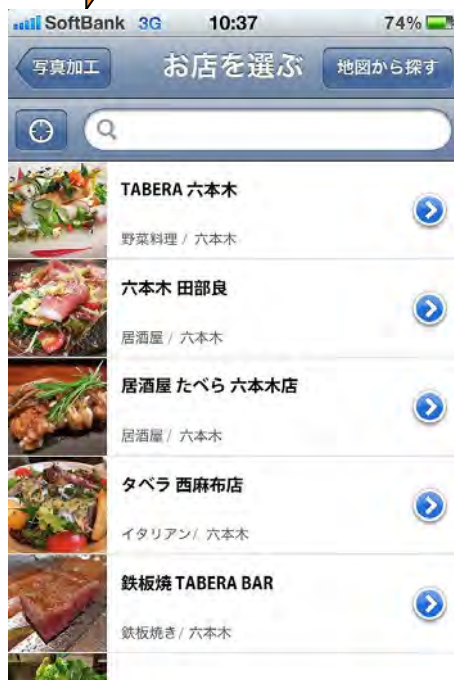 SoftBank 3G 10:37 74%
写真加工 お店を選ぶ 地図から探す
TABERA 六本木
野菜料理 / 六本木
六本木 田部良
居酒屋 / 六本木
居酒屋 たべら 六本木店
居酒屋 / 六本木
タベラ 西麻布店
イタリアン/ 六本木
鉄板焼 TABERA BAR
鉄板焼き/ 六本木